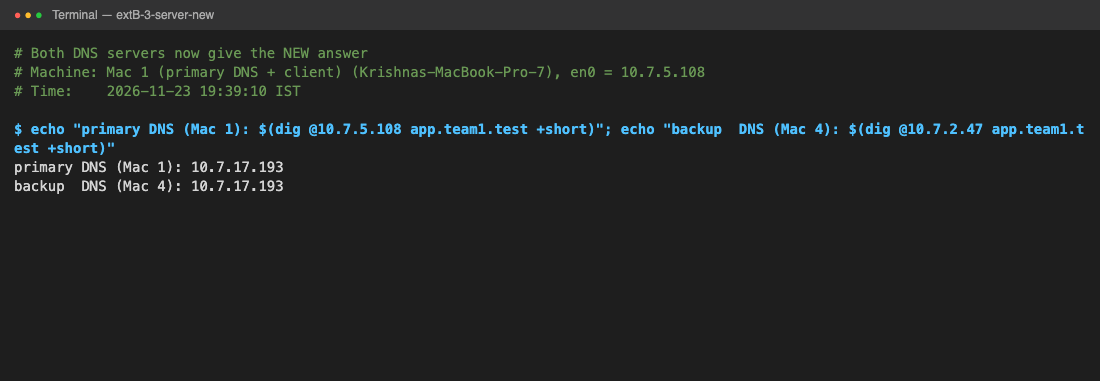 Terminal — extB-3-server-new
# Both DNS servers now give the NEW answer
# Machine: Mac 1 (primary DNS + client) (Krishnas-MacBook-Pro-7), en0 = 10.7.5.108
# Time:    2026-11-23 19:39:10 IST
$ echo "primary DNS (Mac 1): $(dig @10.7.5.108 app.team1.test +short)"; echo "backup  DNS (Mac 4): $(dig @10.7.2.47 app.team1.t
est +short)"
primary DNS (Mac 1): 10.7.17.193
backup  DNS (Mac 4): 10.7.17.193